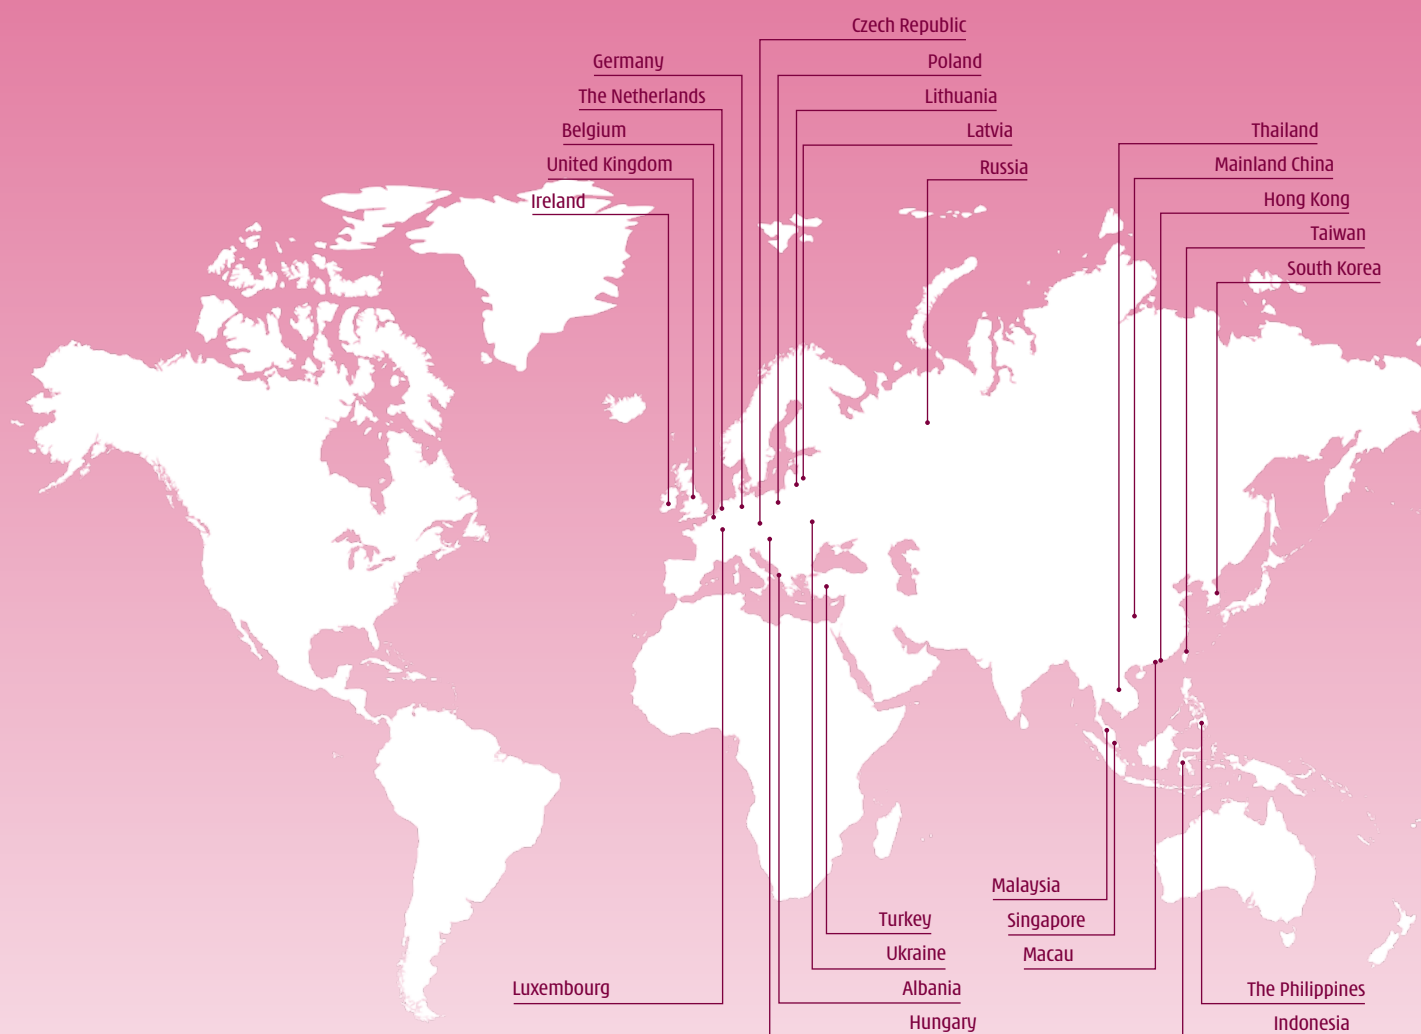 Czech Republic
Germany
Poland
The Netherlands
Lithuania
Belgium
Latvia
Thailand
United Kingdom
Russia
Mainland China
Ireland
Hong Kong
Taiwan
South Korea
Malaysia
Turkey
Singapore
Ukraine
Macau
Luxembourg
Albania
The Philippines
Hungary
Indonesia